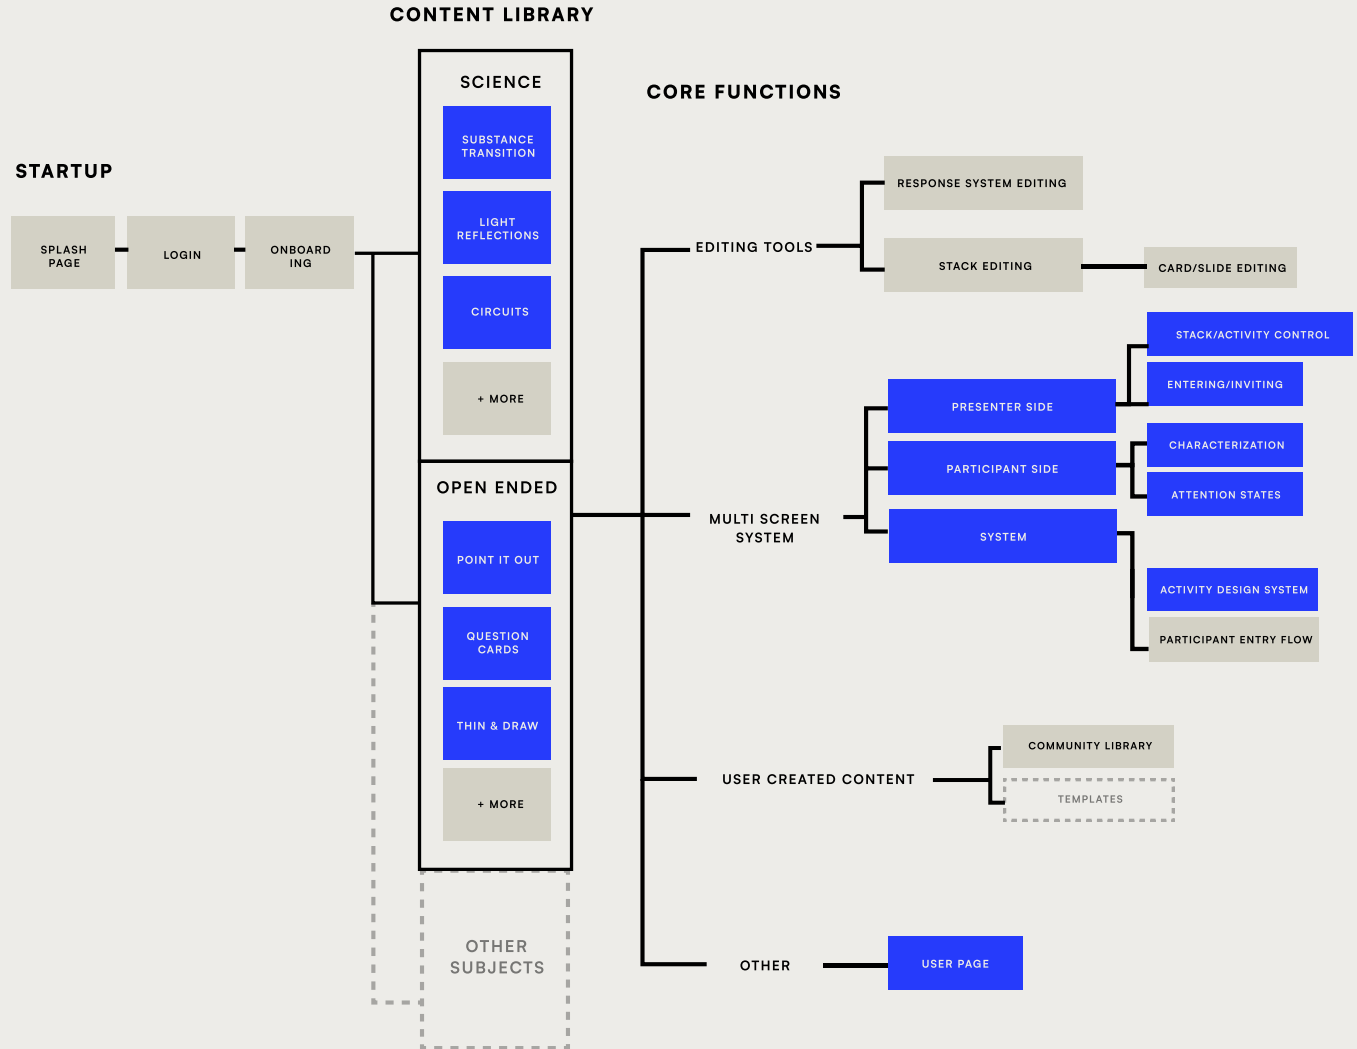 CONTENT LIBRARY
STARTUP
SPLASH
PAGE
LOGIN
ONBOARD
ING
SCIENCE
SUBSTANCE
TRANSITION
LIGHT
REFLECTIONS
CIRCUITS
+ MORE
OPEN ENDED
POINT IT OUT
QUESTION
CARDS
THIN & DRAW
+ MORE
OTHER
SUBJECTS
CORE FUNCTIONS
EDITING TOOLS
RESPONSE SYSTEM EDITING
STACK EDITING
CARD/SLIDE EDITING
MULTI SCREEN
SYSTEM
PRESENTER SIDE
STACK/ACTIVITY CONTROL
ENTERING/INVITING
PARTICIPANT SIDE
CHARACTERIZATION
ATTENTION STATES
SYSTEM
ACTIVITY DESIGN SYSTEM
PARTICIPANT ENTRY FLOW
USER CREATED CONTENT
COMMUNITY LIBRARY
TEMPLATES
OTHER
USER PAGE